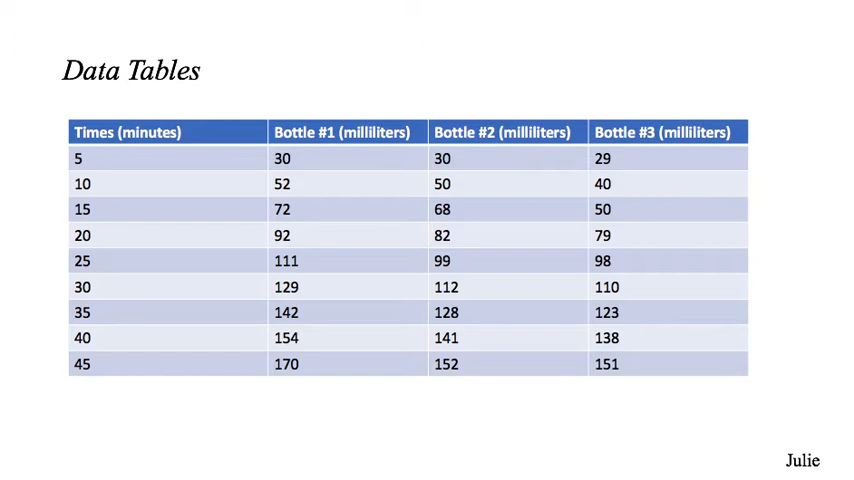 Data Tables
Times (minutes) Bottle #1 (milliliters) Bottle #2 (milliliters) Bottle #3 (milliliters)
5 30 30 29
10 52 50 40
15 72 68 50
20 92 82 79
25 111 99 98
30 129 112 110
35 142 128 123
40 154 141 138
45 170 152 151
Julie